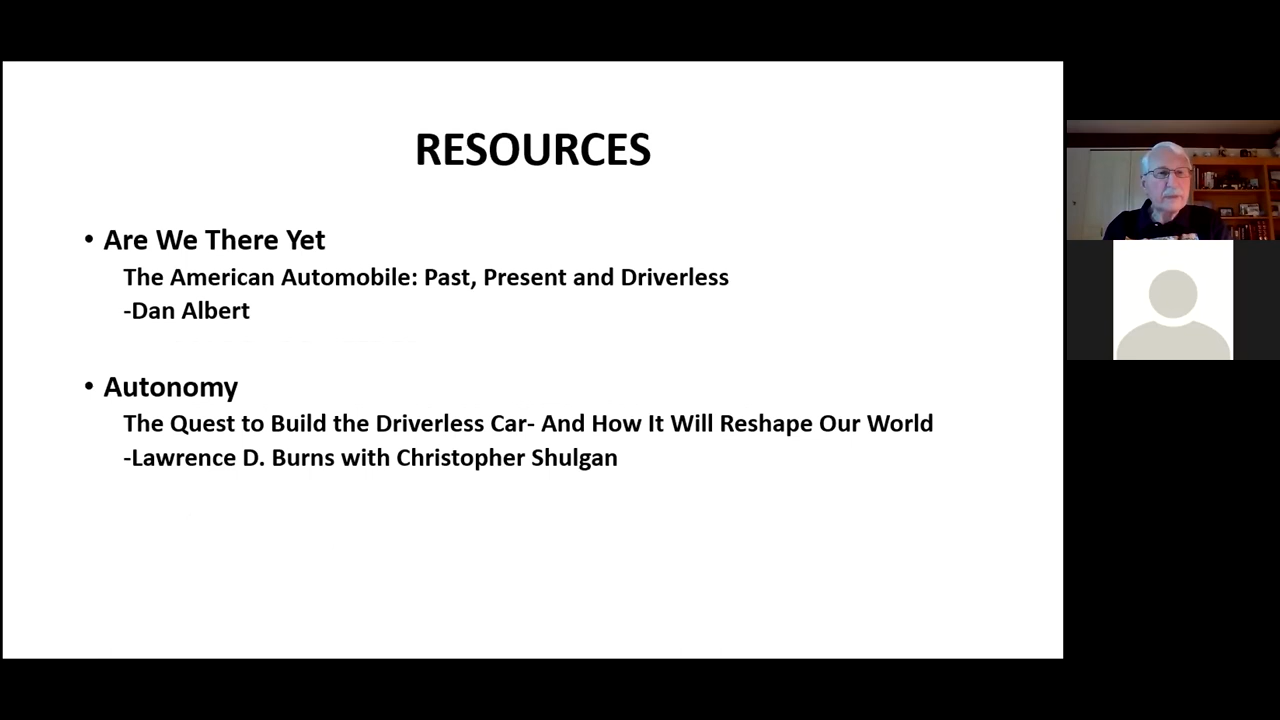 RESOURCES
• Are We There Yet
The American Automobile: Past, Present and Driverless
-Dan Albert
• Autonomy
The Quest to Build the Driverless Car- And How It Will Reshape Our World
-Lawrence D. Burns with Christopher Shulgan